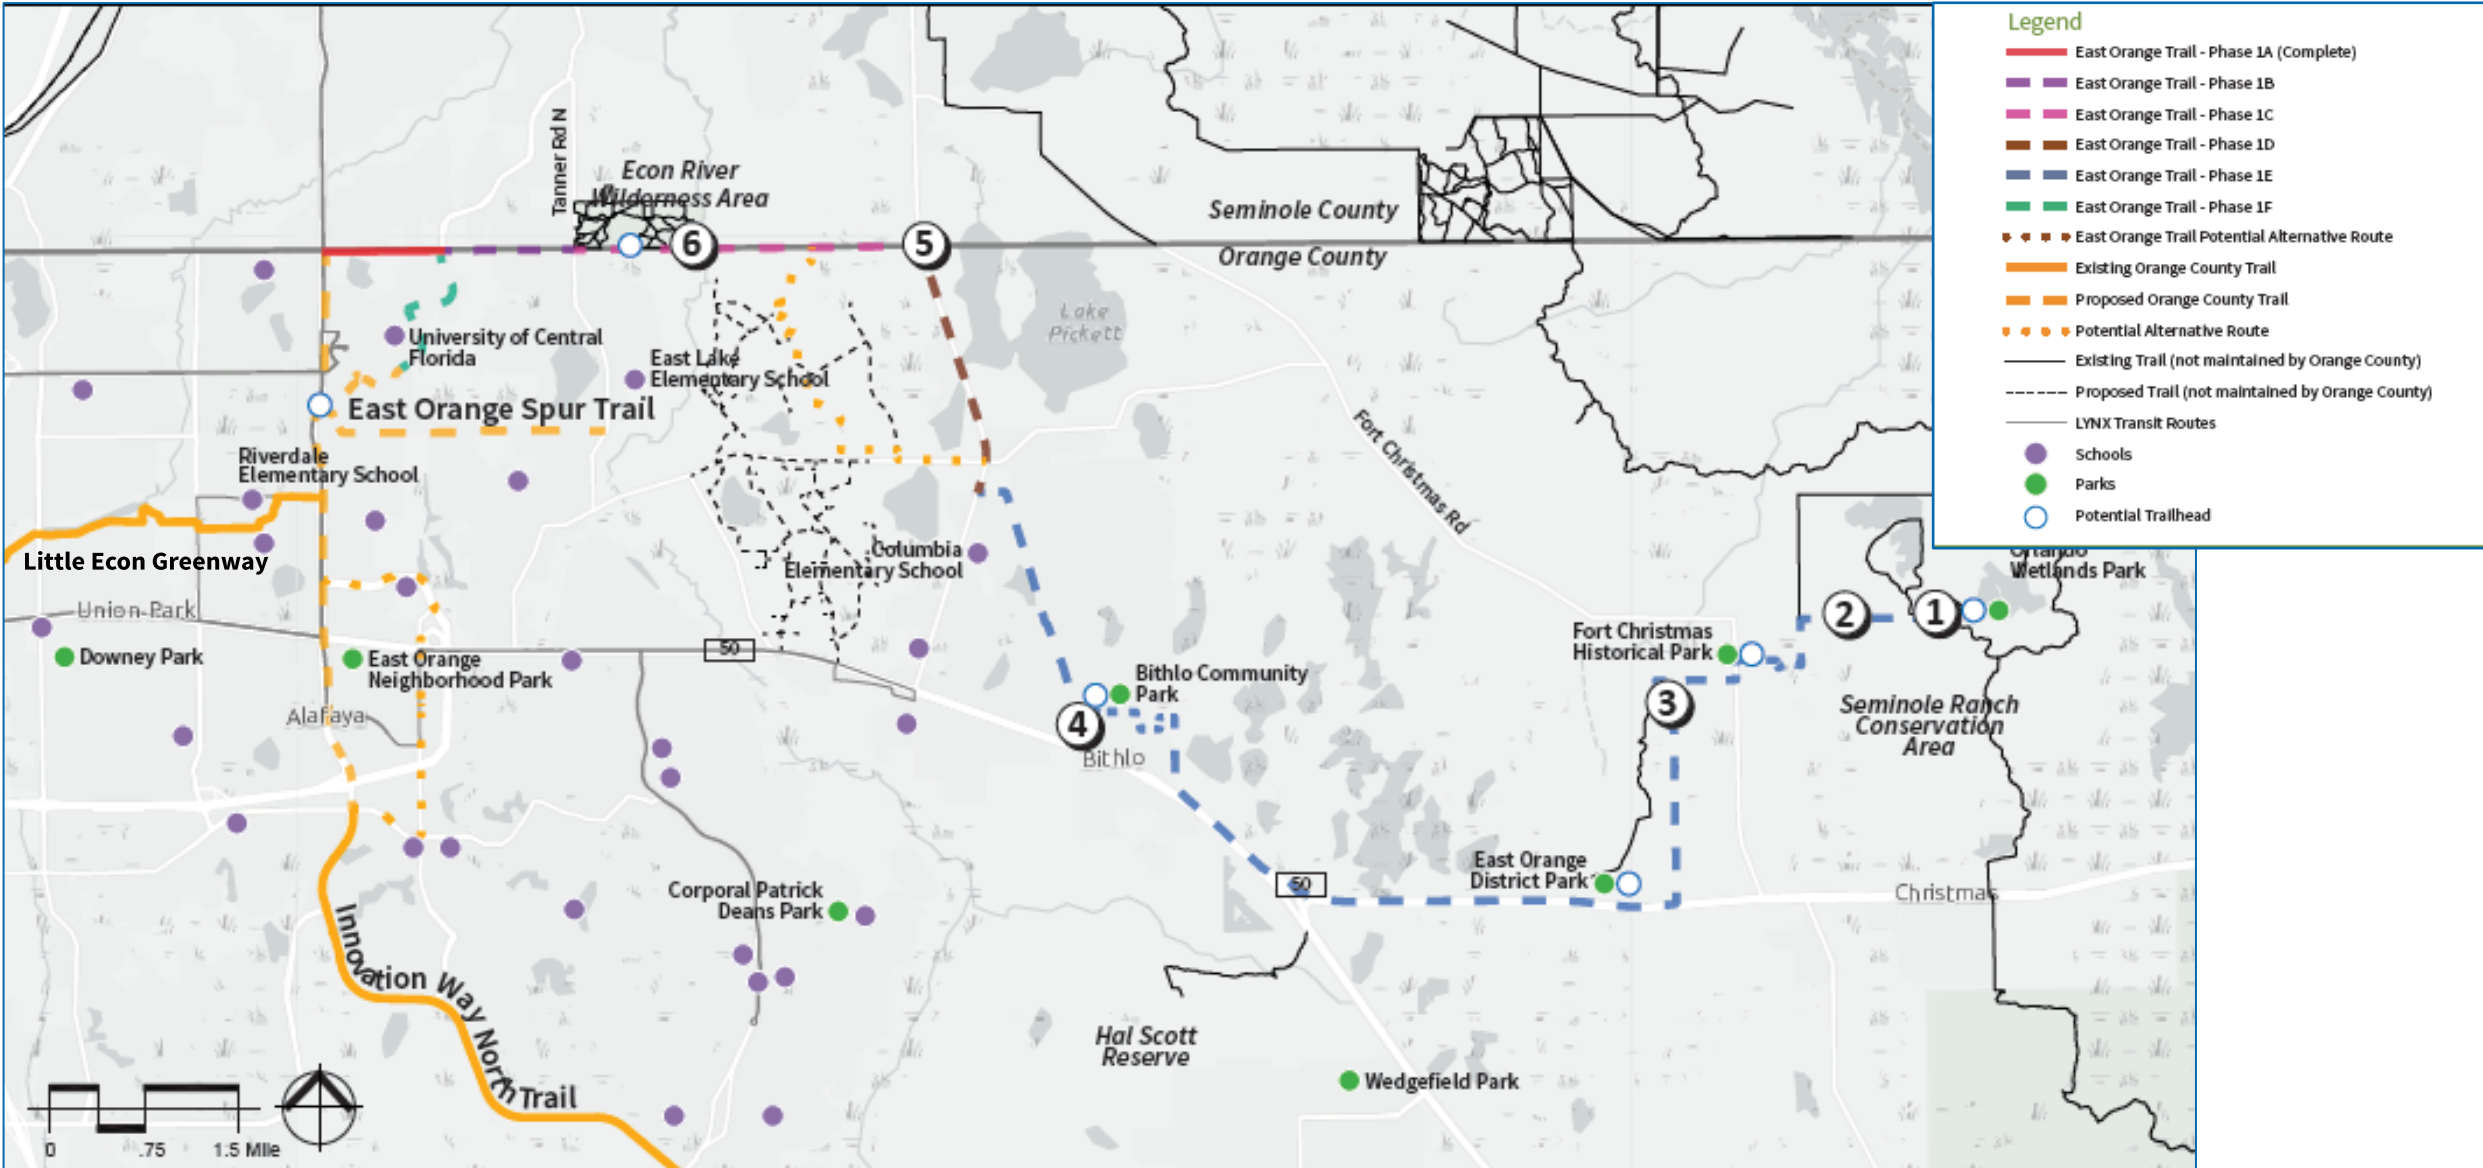 Legend
East Orange Trail - Phase 1A (Complete)
East Orange Trail - Phase 1B
East Orange Trail - Phase 1C
East Orange Trail - Phase 1D
East Orange Trail - Phase 1E
East Orange Trail - Phase 1F
East Orange Trail Potential Alternative Route
Existing Orange County Trail
Proposed Orange County Trail
Potential Alternative Route
Existing Trail (not maintained by Orange County)
Proposed Trail (not maintained by Orange County)
LYNX Transit Routes
Schools
Parks
Potential Trailhead
Tanner Rd N
Econ River
Wilderness Area
6
5
Seminole County
Orange County
Lake
Pickett
University of Central
Florida
East Lake
Elementary School
East Orange Spur Trail
Riverdale
Elementary School
Fort Christmas Rd
Little Econ Greenway
Columbia
Elementary School
Orlando
Wetlands Park
Union Park
2
1
Downey Park
East Orange
Neighborhood Park
50
Fort Christmas
Historical Park
Bithlo Community
Park
Alafaya
4
3
Seminole Ranch
Conservation
Area
Bithlo
East Orange
District Park
50
Christmas
Corporal Patrick
Deans Park
Innovation Way North Trail
Hal Scott
Reserve
Wedgefield Park
0
.75
1.5 Mile